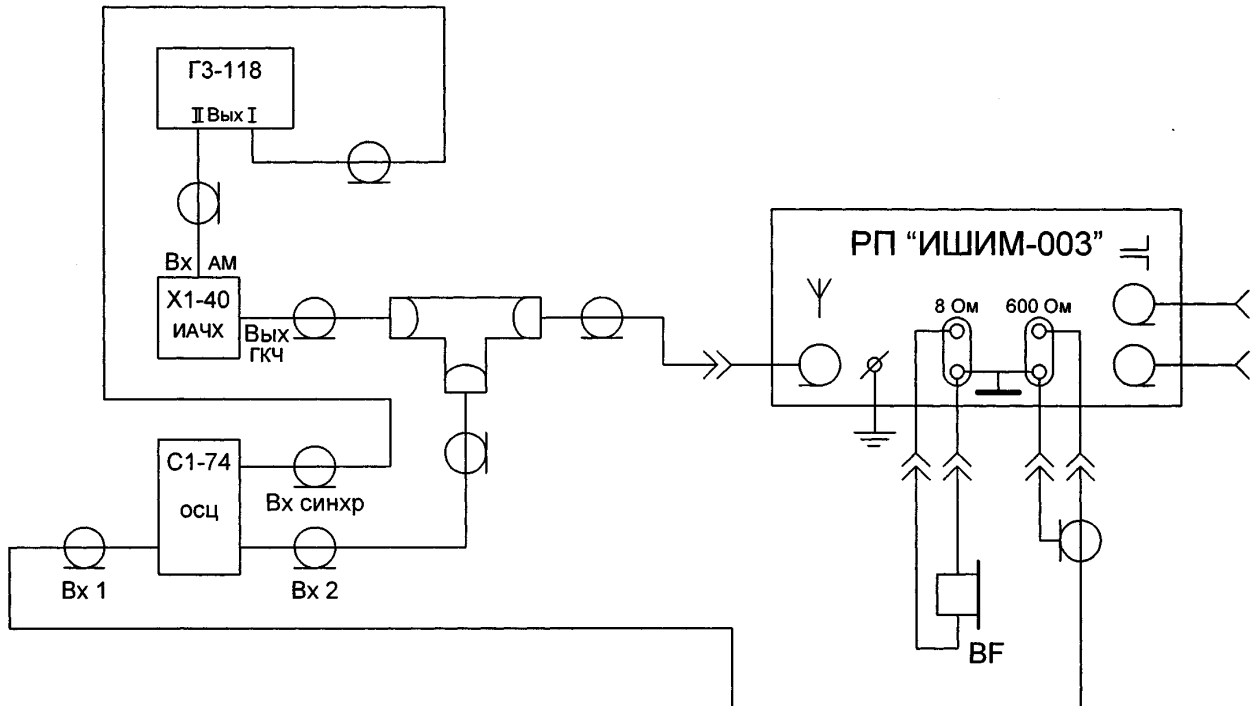 Г3-118
II Вых I
Вх АМ
Х1-40
ИАЧХ
Вых
ГКЧ
РП “ИШИМ-003”
8 Ом
600 Ом
С1-74
осц
Вх синхр
Вх 1
Вх 2
BF